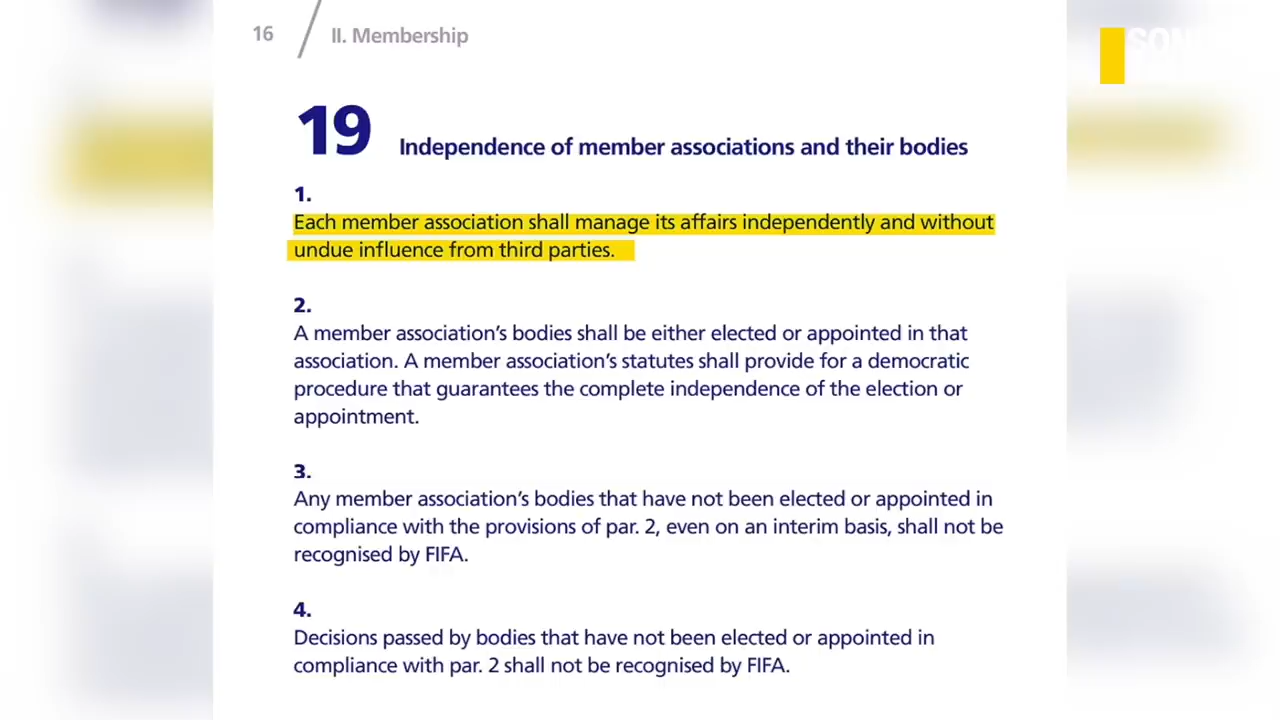 16
II. Membership
19
Independence of member associations and their bodies
1.
Each member association shall manage its affairs independently and without
undue influence from third parties.
2.
A member association's bodies shall be either elected or appointed in that
association. A member association's statutes shall provide for a democratic
procedure that guarantees the complete independence of the election or
appointment.
3.
Any member association's bodies that have not been elected or appointed in
compliance with the provisions of par. 2, even on an interim basis, shall not be
recognised by FIFA.
4.
Decisions passed by bodies that have not been elected or appointed in
compliance with par. 2 shall not be recognised by FIFA.